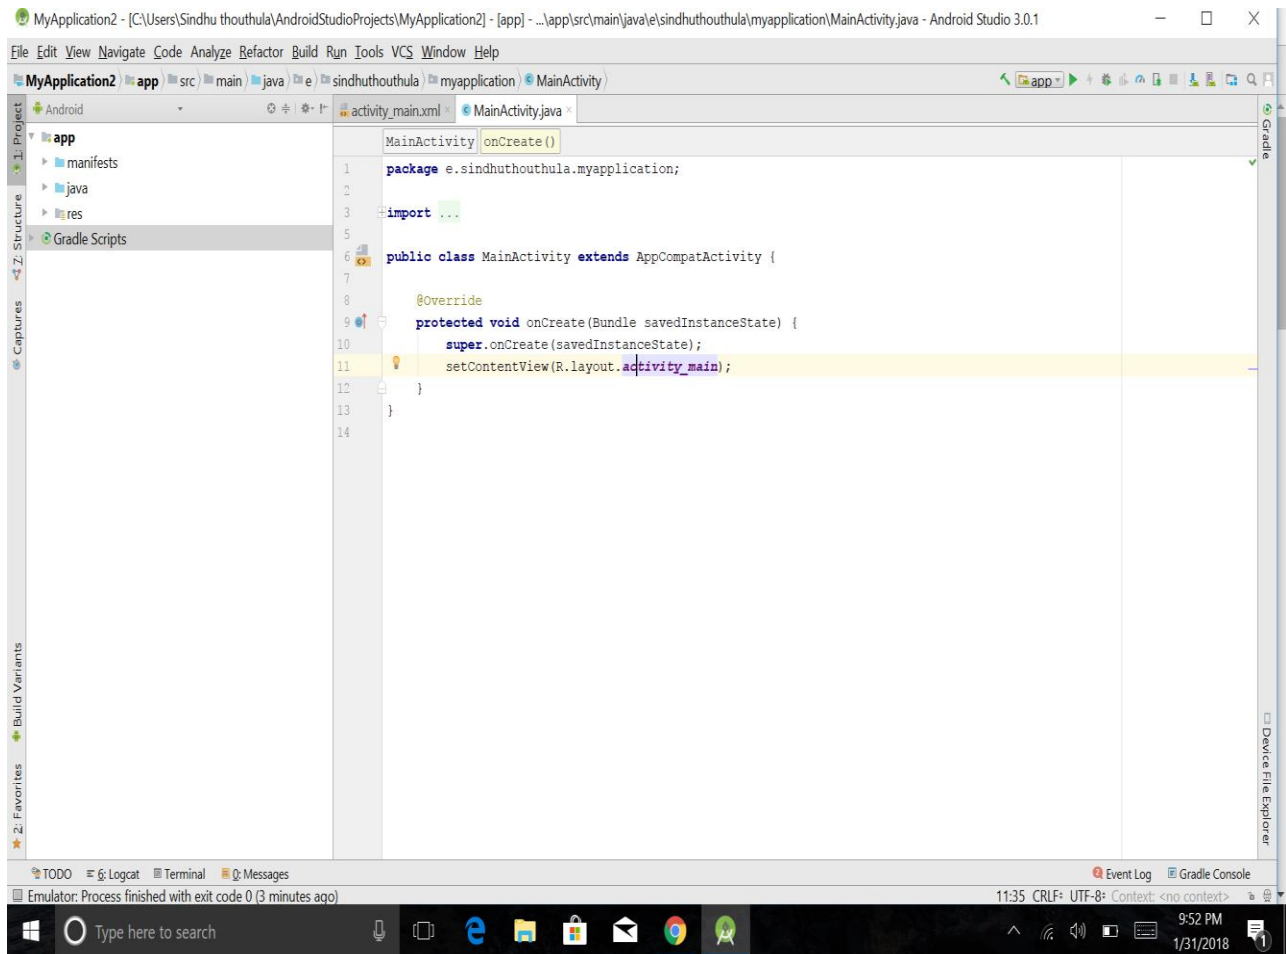 MyApplication2 - [C:\Users\Sindhu thouthula\AndroidStudioProjects\MyApplication2] - [app] - ...\app\src\main\java\e\sindhuthouthula\myapplication\MainActivity.java - Android Studio 3.0.1
File Edit View Navigate Code Analyze Refactor Build Run Tools VCS Window Help
MyApplication2 app src main java e sindhuthouthula myapplication MainActivity app
1: Project
Android
activity_main.xml MainActivity.java
Gradle
app
manifests
java
res
Gradle Scripts
Z: Structure
Captures
Build Variants
2: Favorites
MainActivity onCreate()
1 package e.sindhuthouthula.myapplication;
2
3 import ...
5
6 public class MainActivity extends AppCompatActivity {
7
8 @Override
9 protected void onCreate(Bundle savedInstanceState) {
10 super.onCreate(savedInstanceState);
11 setContentView(R.layout.activity_main);
12 }
13 }
14
Device File Explorer
TODO 6: Logcat Terminal 0: Messages Event Log Gradle Console
Emulator: Process finished with exit code 0 (3 minutes ago) 11:35 CRLF UTF-8 Context: <no context>
Type here to search
9:52 PM
1/31/2018
1